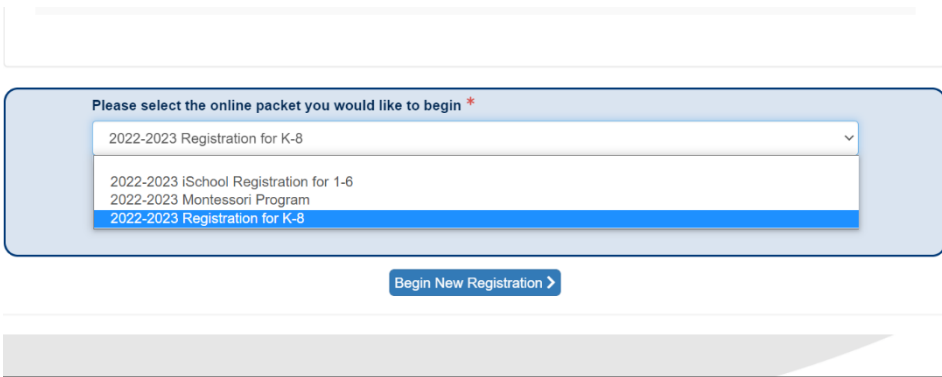 Please select the online packet you would like to begin *
2022-2023 Registration for K-8
2022-2023 iSchool Registration for 1-6
2022-2023 Montessori Program
2022-2023 Registration for K-8
Begin New Registration